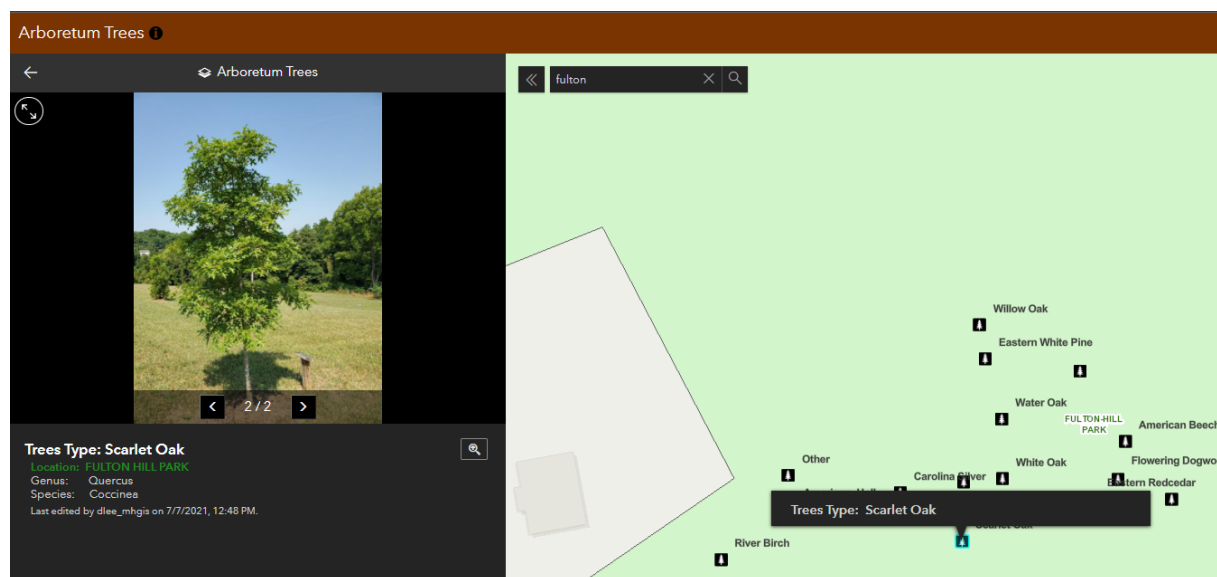 Arboretum Trees
Arboretum Trees
fulton
2 / 2
Trees Type: Scarlet Oak
Location: FULTON HILL PARK
Genus: Quercus
Species: Coccinea
Last edited by dlee_mhgis on 7/7/2021, 12:48 PM.
Willow Oak
Eastern White Pine
Water Oak
FULTON HILL
PARK
American Beech
Other
Carolina Silver
White Oak
Flowering Dogwo
Eastern Redcedar
Trees Type: Scarlet Oak
Scarlet Oak
River Birch